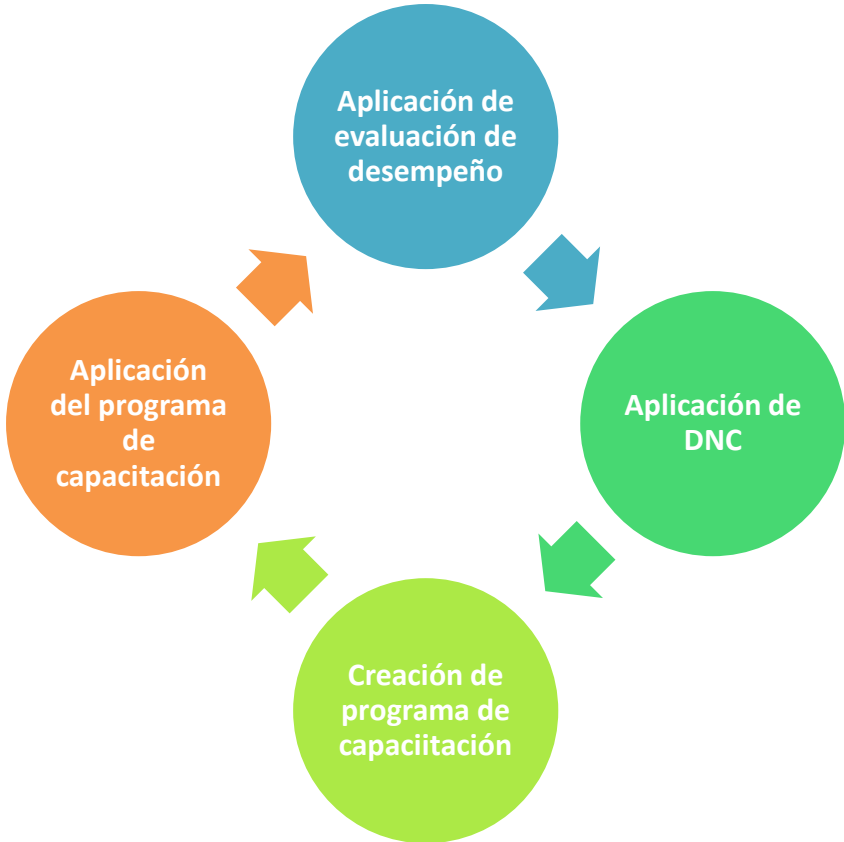 Aplicación de
evaluación de
desempeño
Aplicación de
DNC
Creación de
programa de
capaciitación
Aplicación
del programa
de
capacitación